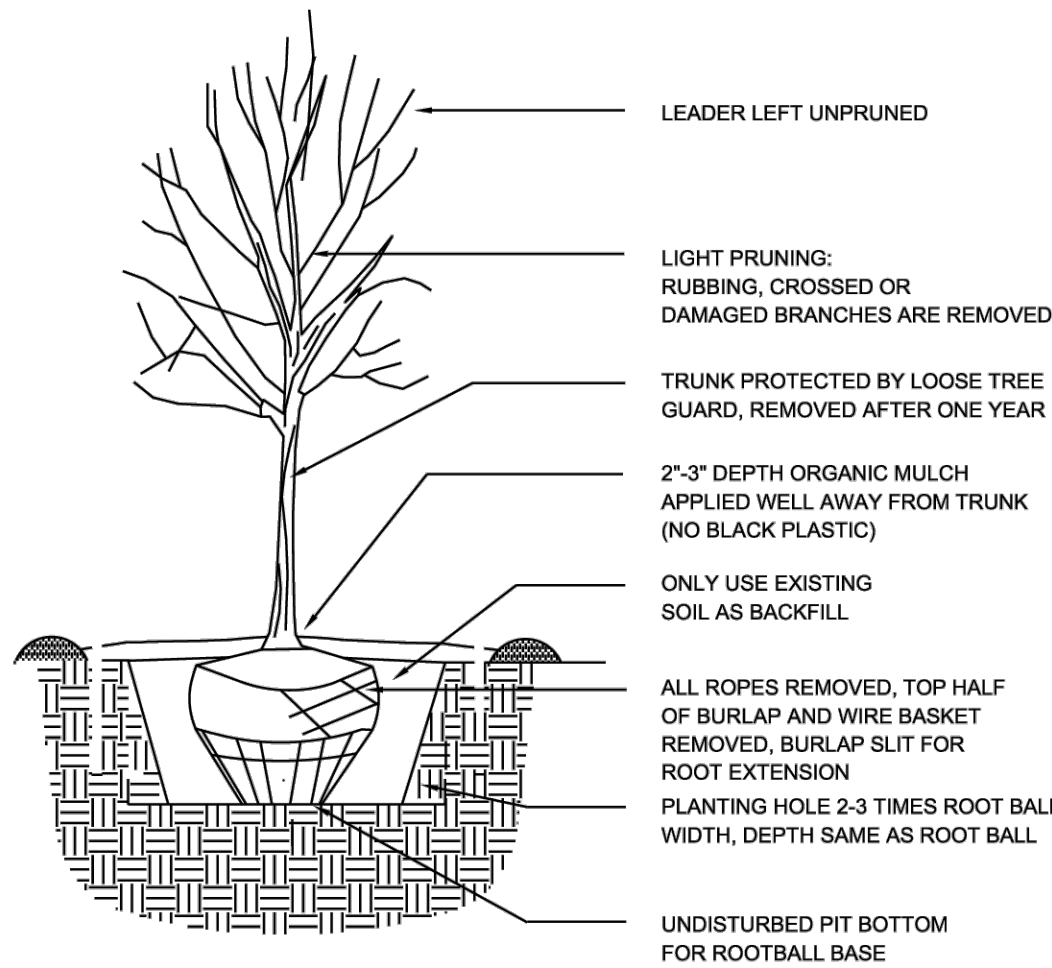 LEADER LEFT UNPRUNED
LIGHT PRUNING:
RUBBING, CROSSED OR
DAMAGED BRANCHES ARE REMOVED
TRUNK PROTECTED BY LOOSE TREE
GUARD, REMOVED AFTER ONE YEAR
2"-3" DEPTH ORGANIC MULCH
APPLIED WELL AWAY FROM TRUNK
(NO BLACK PLASTIC)
ONLY USE EXISTING
SOIL AS BACKFILL
ALL ROPES REMOVED, TOP HALF
OF BURLAP AND WIRE BASKET
REMOVED, BURLAP SLIT FOR
ROOT EXTENSION
PLANTING HOLE 2-3 TIMES ROOT BALL
WIDTH, DEPTH SAME AS ROOT BALL
UNDISTURBED PIT BOTTOM
FOR ROOTBALL BASE